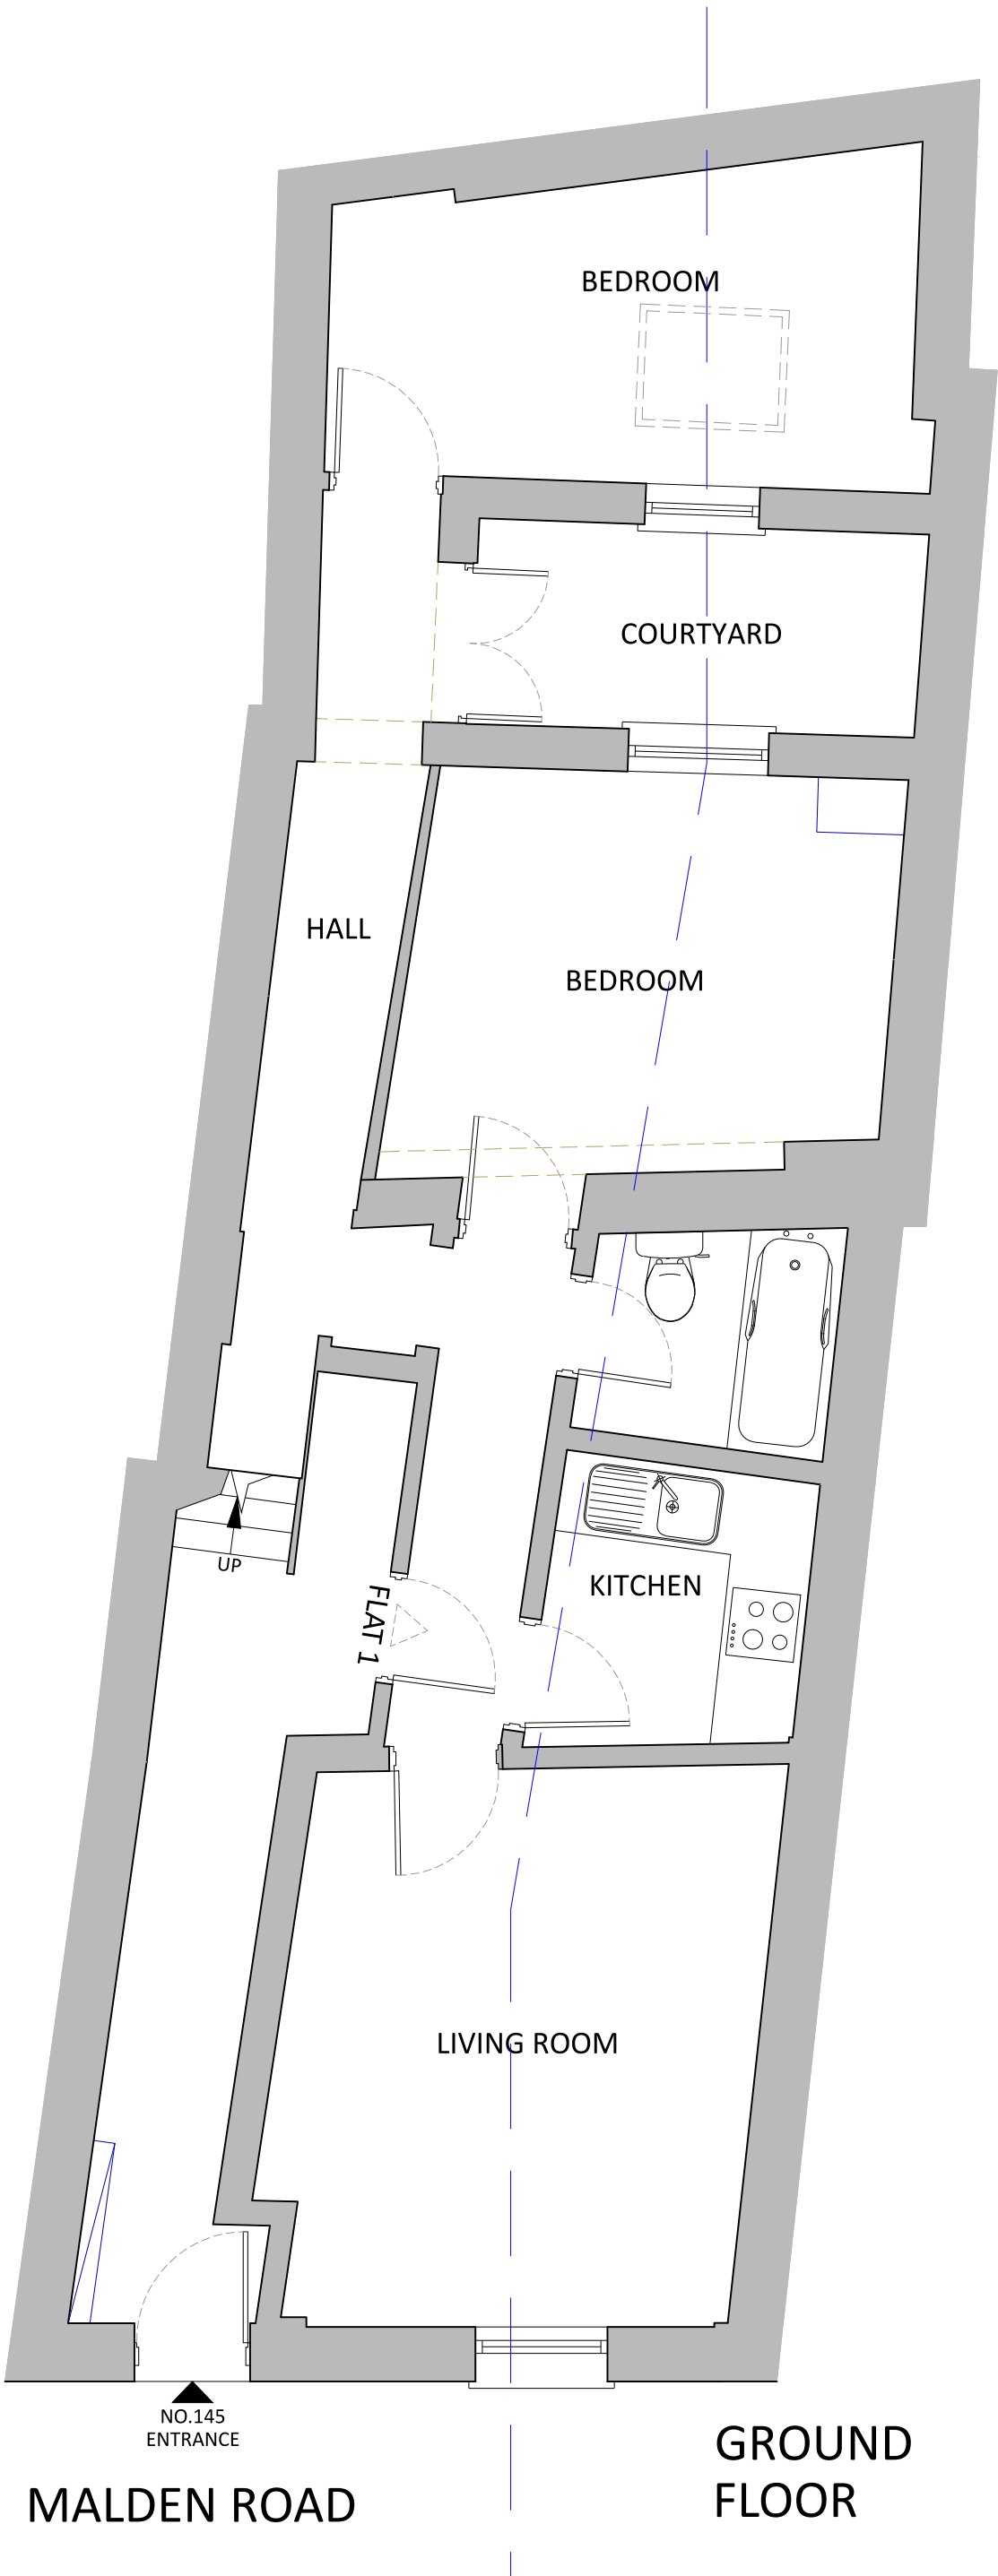 BEDROOM
COURTYARD
HALL
BEDROOM
UP
KITCHEN
FLAT 1
LIVING ROOM
NO.145
ENTRANCE
GROUND
FLOOR
MALDEN ROAD